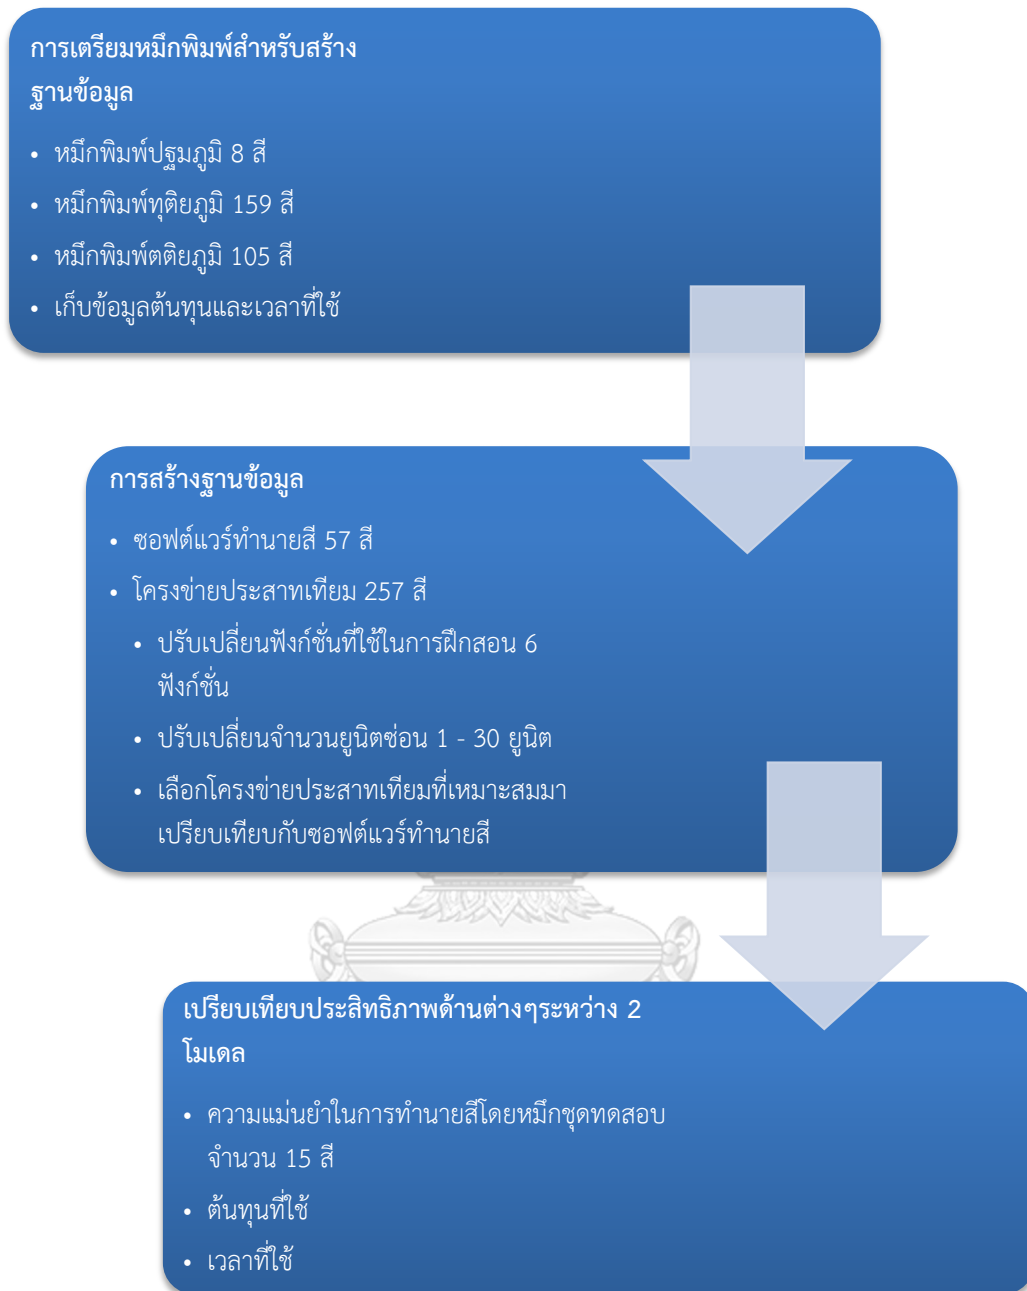 การเตรียมหมึกพิมพ์สำหรับสร้าง
ฐานข้อมูล
• หมึกพิมพ์ปฐมภูมิ 8 สี
• หมึกพิมพ์ทุติยภูมิ 159 สี
• หมึกพิมพ์ตติยภูมิ 105 สี
• เก็บข้อมูลต้นทุนและเวลาที่ใช้
การสร้างฐานข้อมูล
• ซอฟต์แวร์ทำนายสี 57 สี
• โครงข่ายประสาทเทียม 257 สี
• ปรับเปลี่ยนฟังก์ชั่นที่ใช้ในการฝึกสอน 6
ฟังก์ชั่น
• ปรับเปลี่ยนจำนวนยูนิตซ่อน 1 - 30 ยูนิต
• เลือกโครงข่ายประสาทเทียมที่เหมาะสมมา
เปรียบเทียบกับซอฟต์แวร์ทำนายสี
เปรียบเทียบประสิทธิภาพด้านต่างๆระหว่าง 2
โมเดล
• ความแม่นยำในการทำนายสีโดยหมึกชุดทดสอบ
จำนวน 15 สี
• ต้นทุนที่ใช้
• เวลาที่ใช้